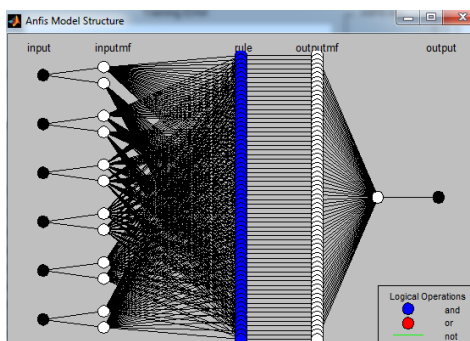 Anfis Model Structure
input inputmf rule outputmf output
Logical Operations
and
or
not